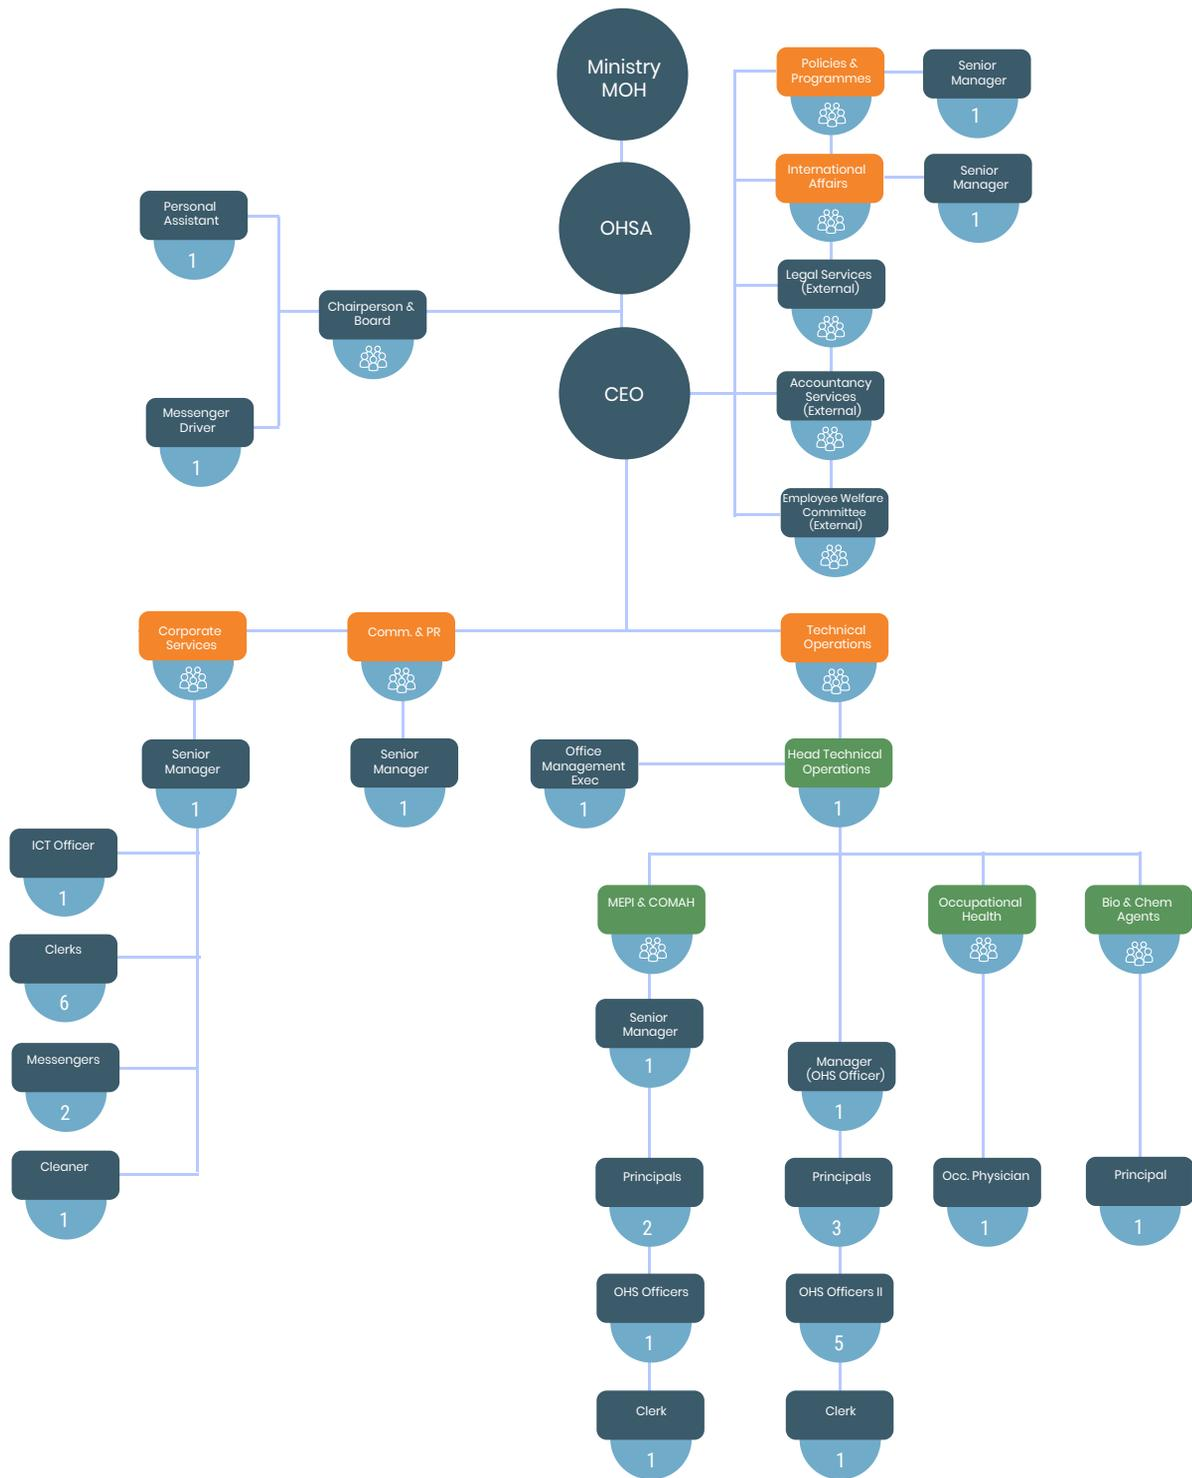 Ministry
MOH
OHSA
CEO
Policies &
Programmes
Senior
Manager
1
International
Affairs
Senior
Manager
1
Legal Services
(External)
Accountancy
Services
(External)
Employee Welfare
Committee
(External)
Personal
Assistant
1
Chairperson &
Board
Messenger
Driver
1
Corporate
Services
Comm. & PR
Technical
Operations
Senior
Manager
1
Senior
Manager
1
Office
Management
Exec
1
Head Technical
Operations
1
ICT Officer
1
Clerks
6
Messengers
2
Cleaner
1
MEPI & COMAH
Occupational
Health
Bio & Chem
Agents
Senior
Manager
1
Manager
(OHS Officer)
1
Principals
2
Principals
3
Occ. Physician
1
Principal
1
OHS Officers
1
OHS Officers II
5
Clerk
1
Clerk
1